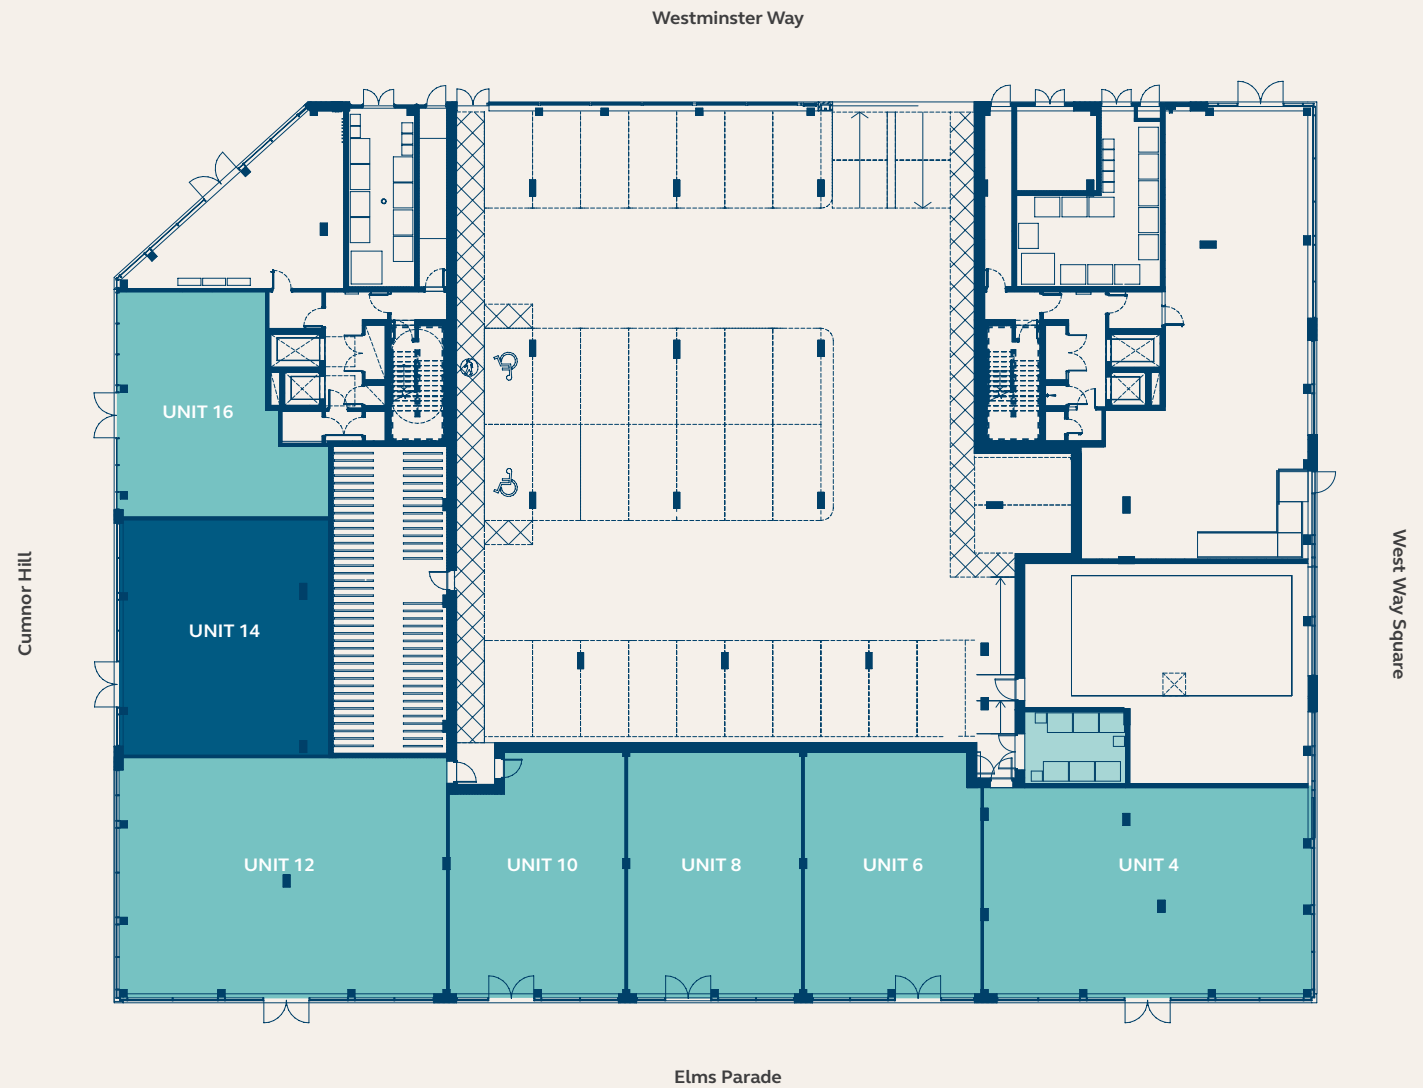 Westminster Way
UNIT 16
Cumnor Hill
West Way Square
UNIT 14
UNIT 12
UNIT 10
UNIT 8
UNIT 6
UNIT 4
Elms Parade